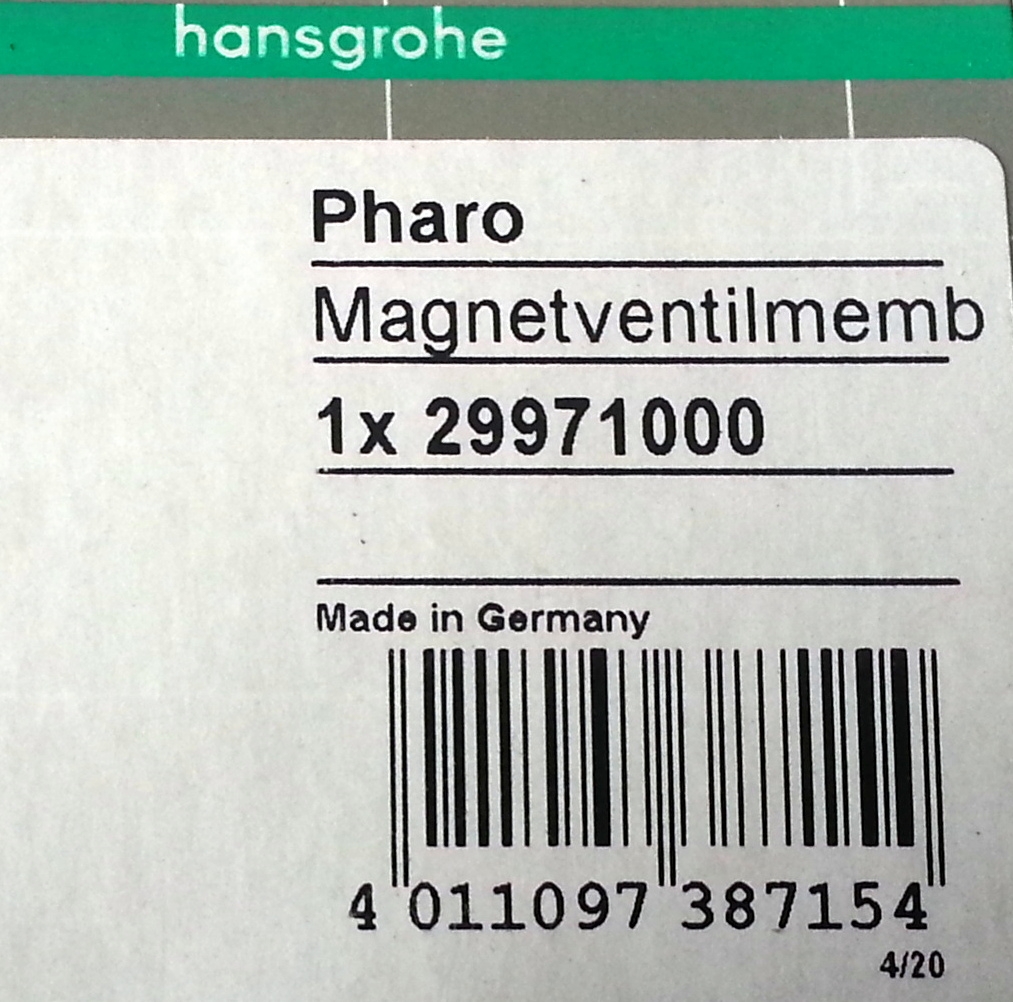 hansgrohe
Pharo
Magnetventilmemb
1x 29971000
Made in Germany
4 011097 387154
4/20